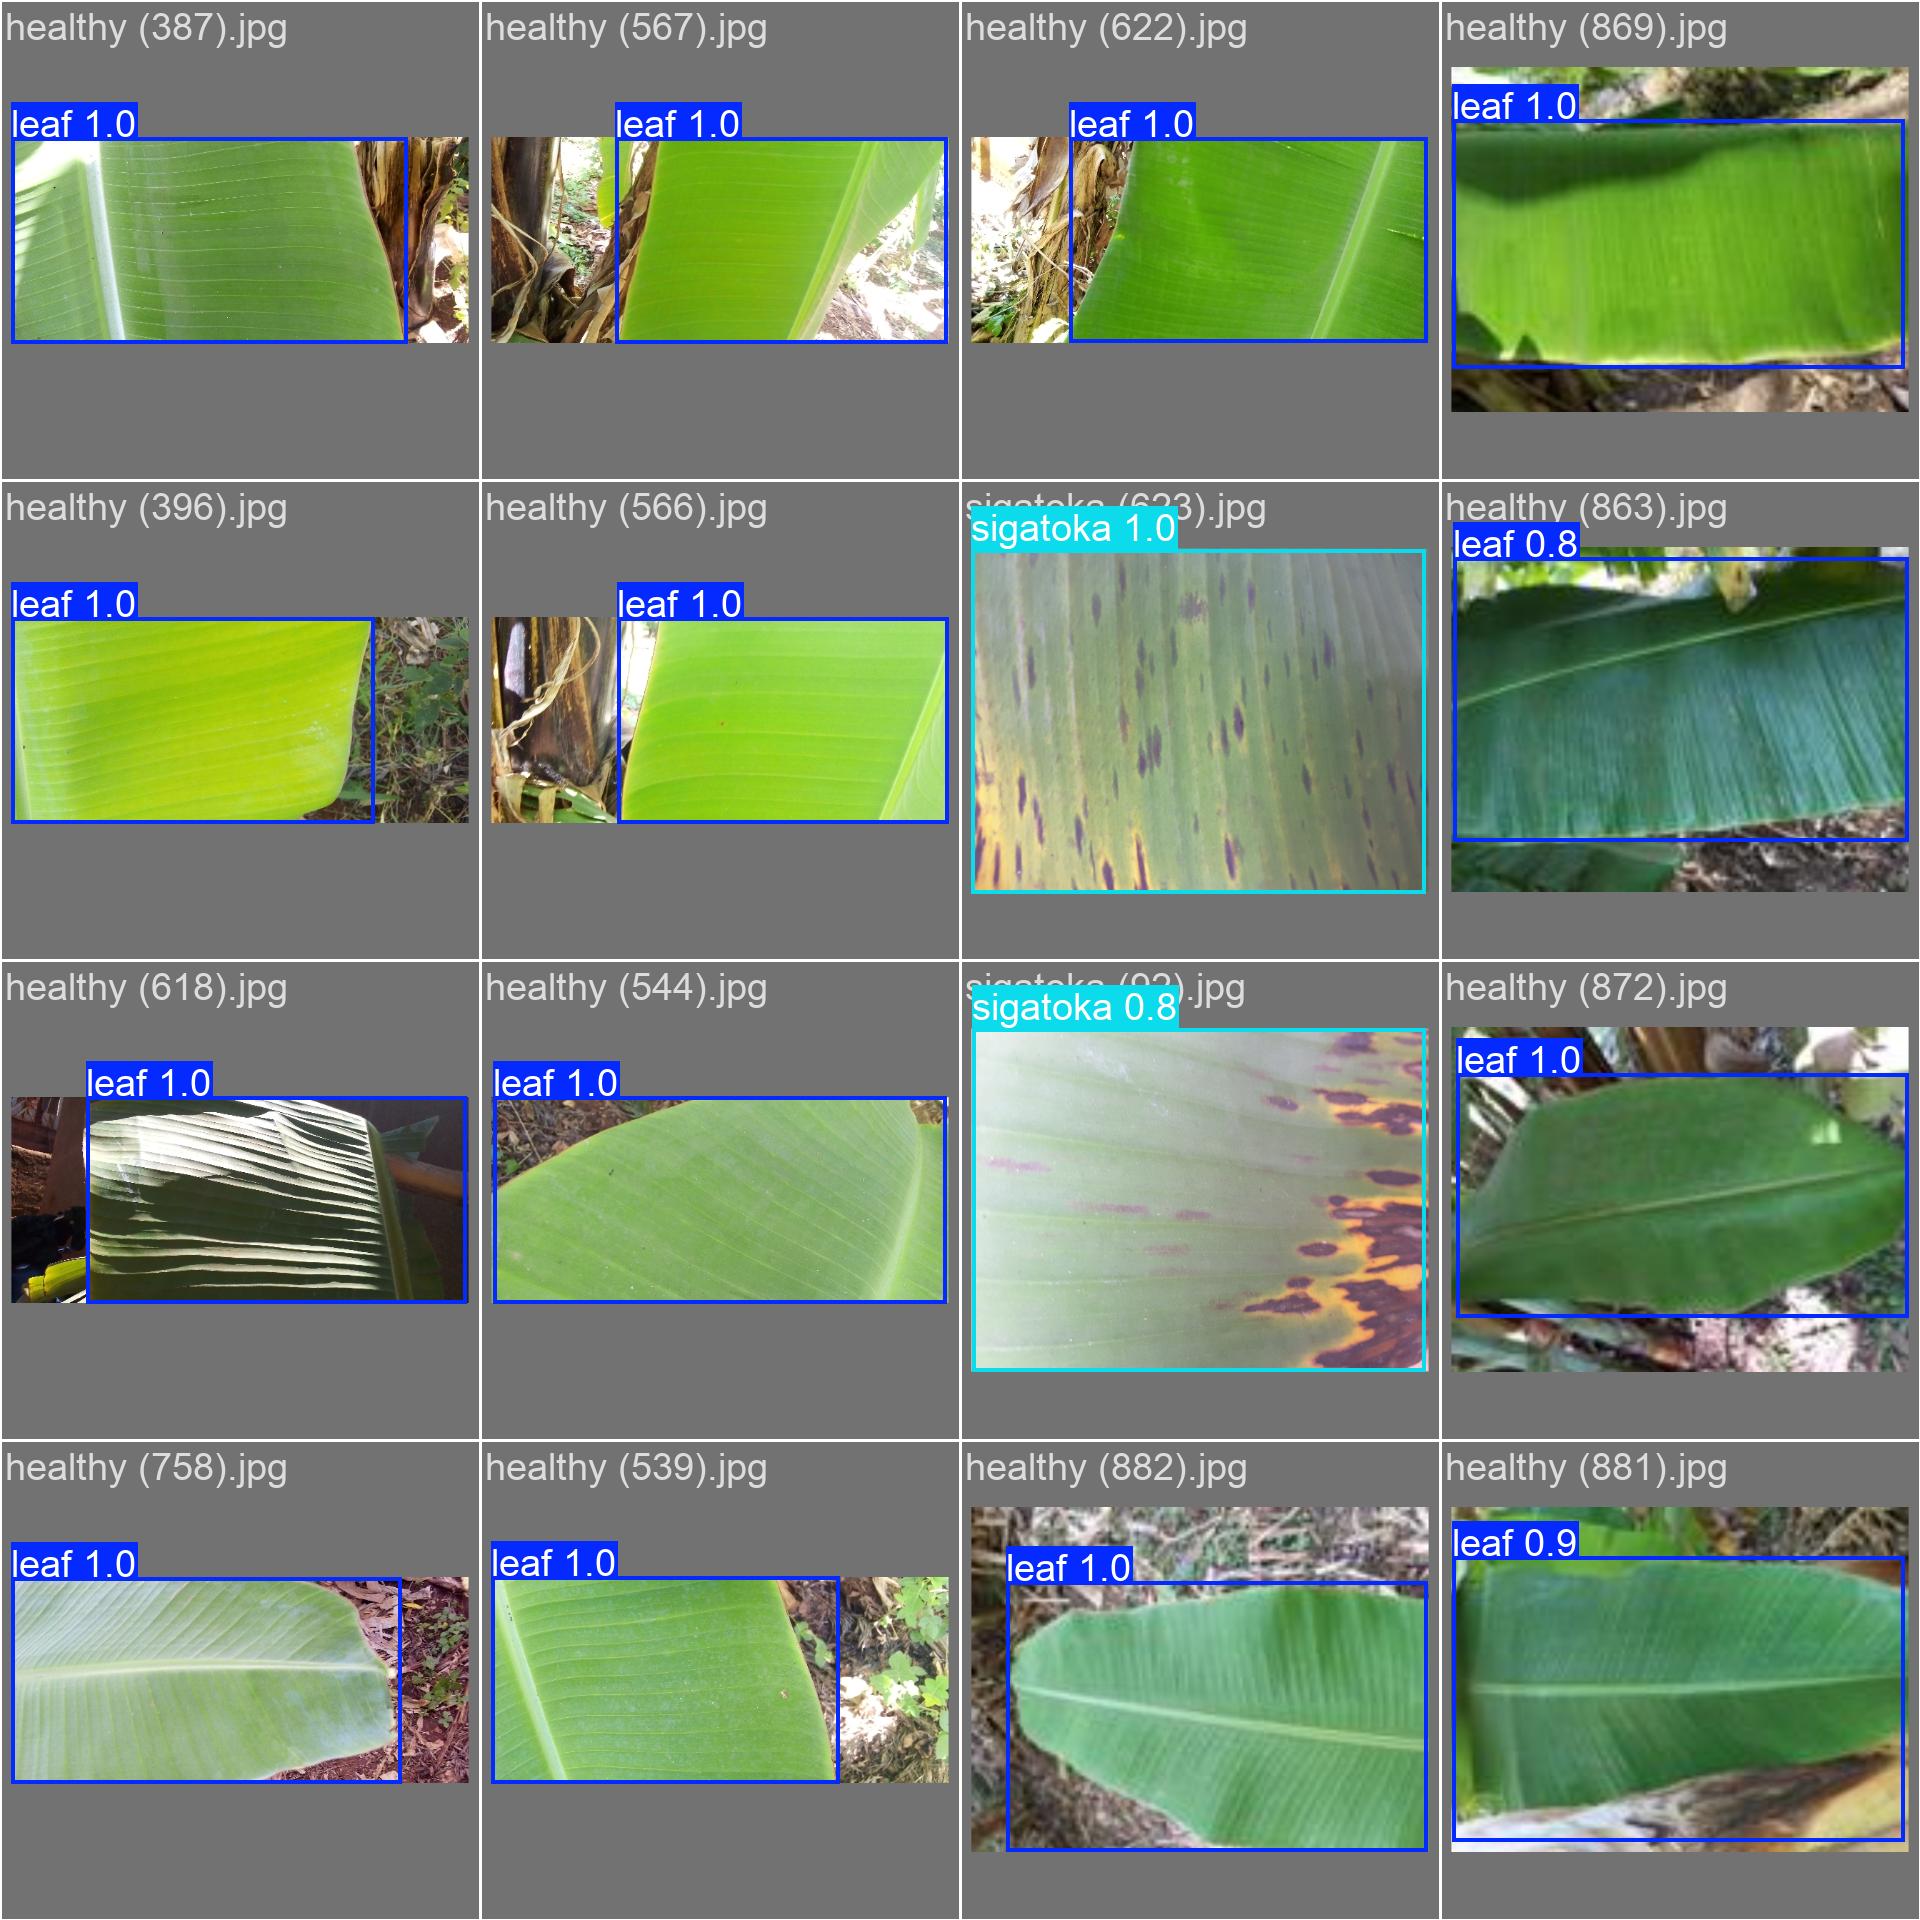 healthy (387).jpg
leaf 1.0
healthy (567).jpg
leaf 1.0
healthy (622).jpg
leaf 1.0
healthy (869).jpg
leaf 1.0
healthy (396).jpg
leaf 1.0
healthy (566).jpg
leaf 1.0
sigatoka (623).jpg
sigatoka 1.0
healthy (863).jpg
leaf 0.8
healthy (618).jpg
leaf 1.0
healthy (544).jpg
leaf 1.0
sigatoka (92).jpg
sigatoka 0.8
healthy (872).jpg
leaf 1.0
healthy (758).jpg
leaf 1.0
healthy (539).jpg
leaf 1.0
healthy (882).jpg
leaf 1.0
healthy (881).jpg
leaf 0.9